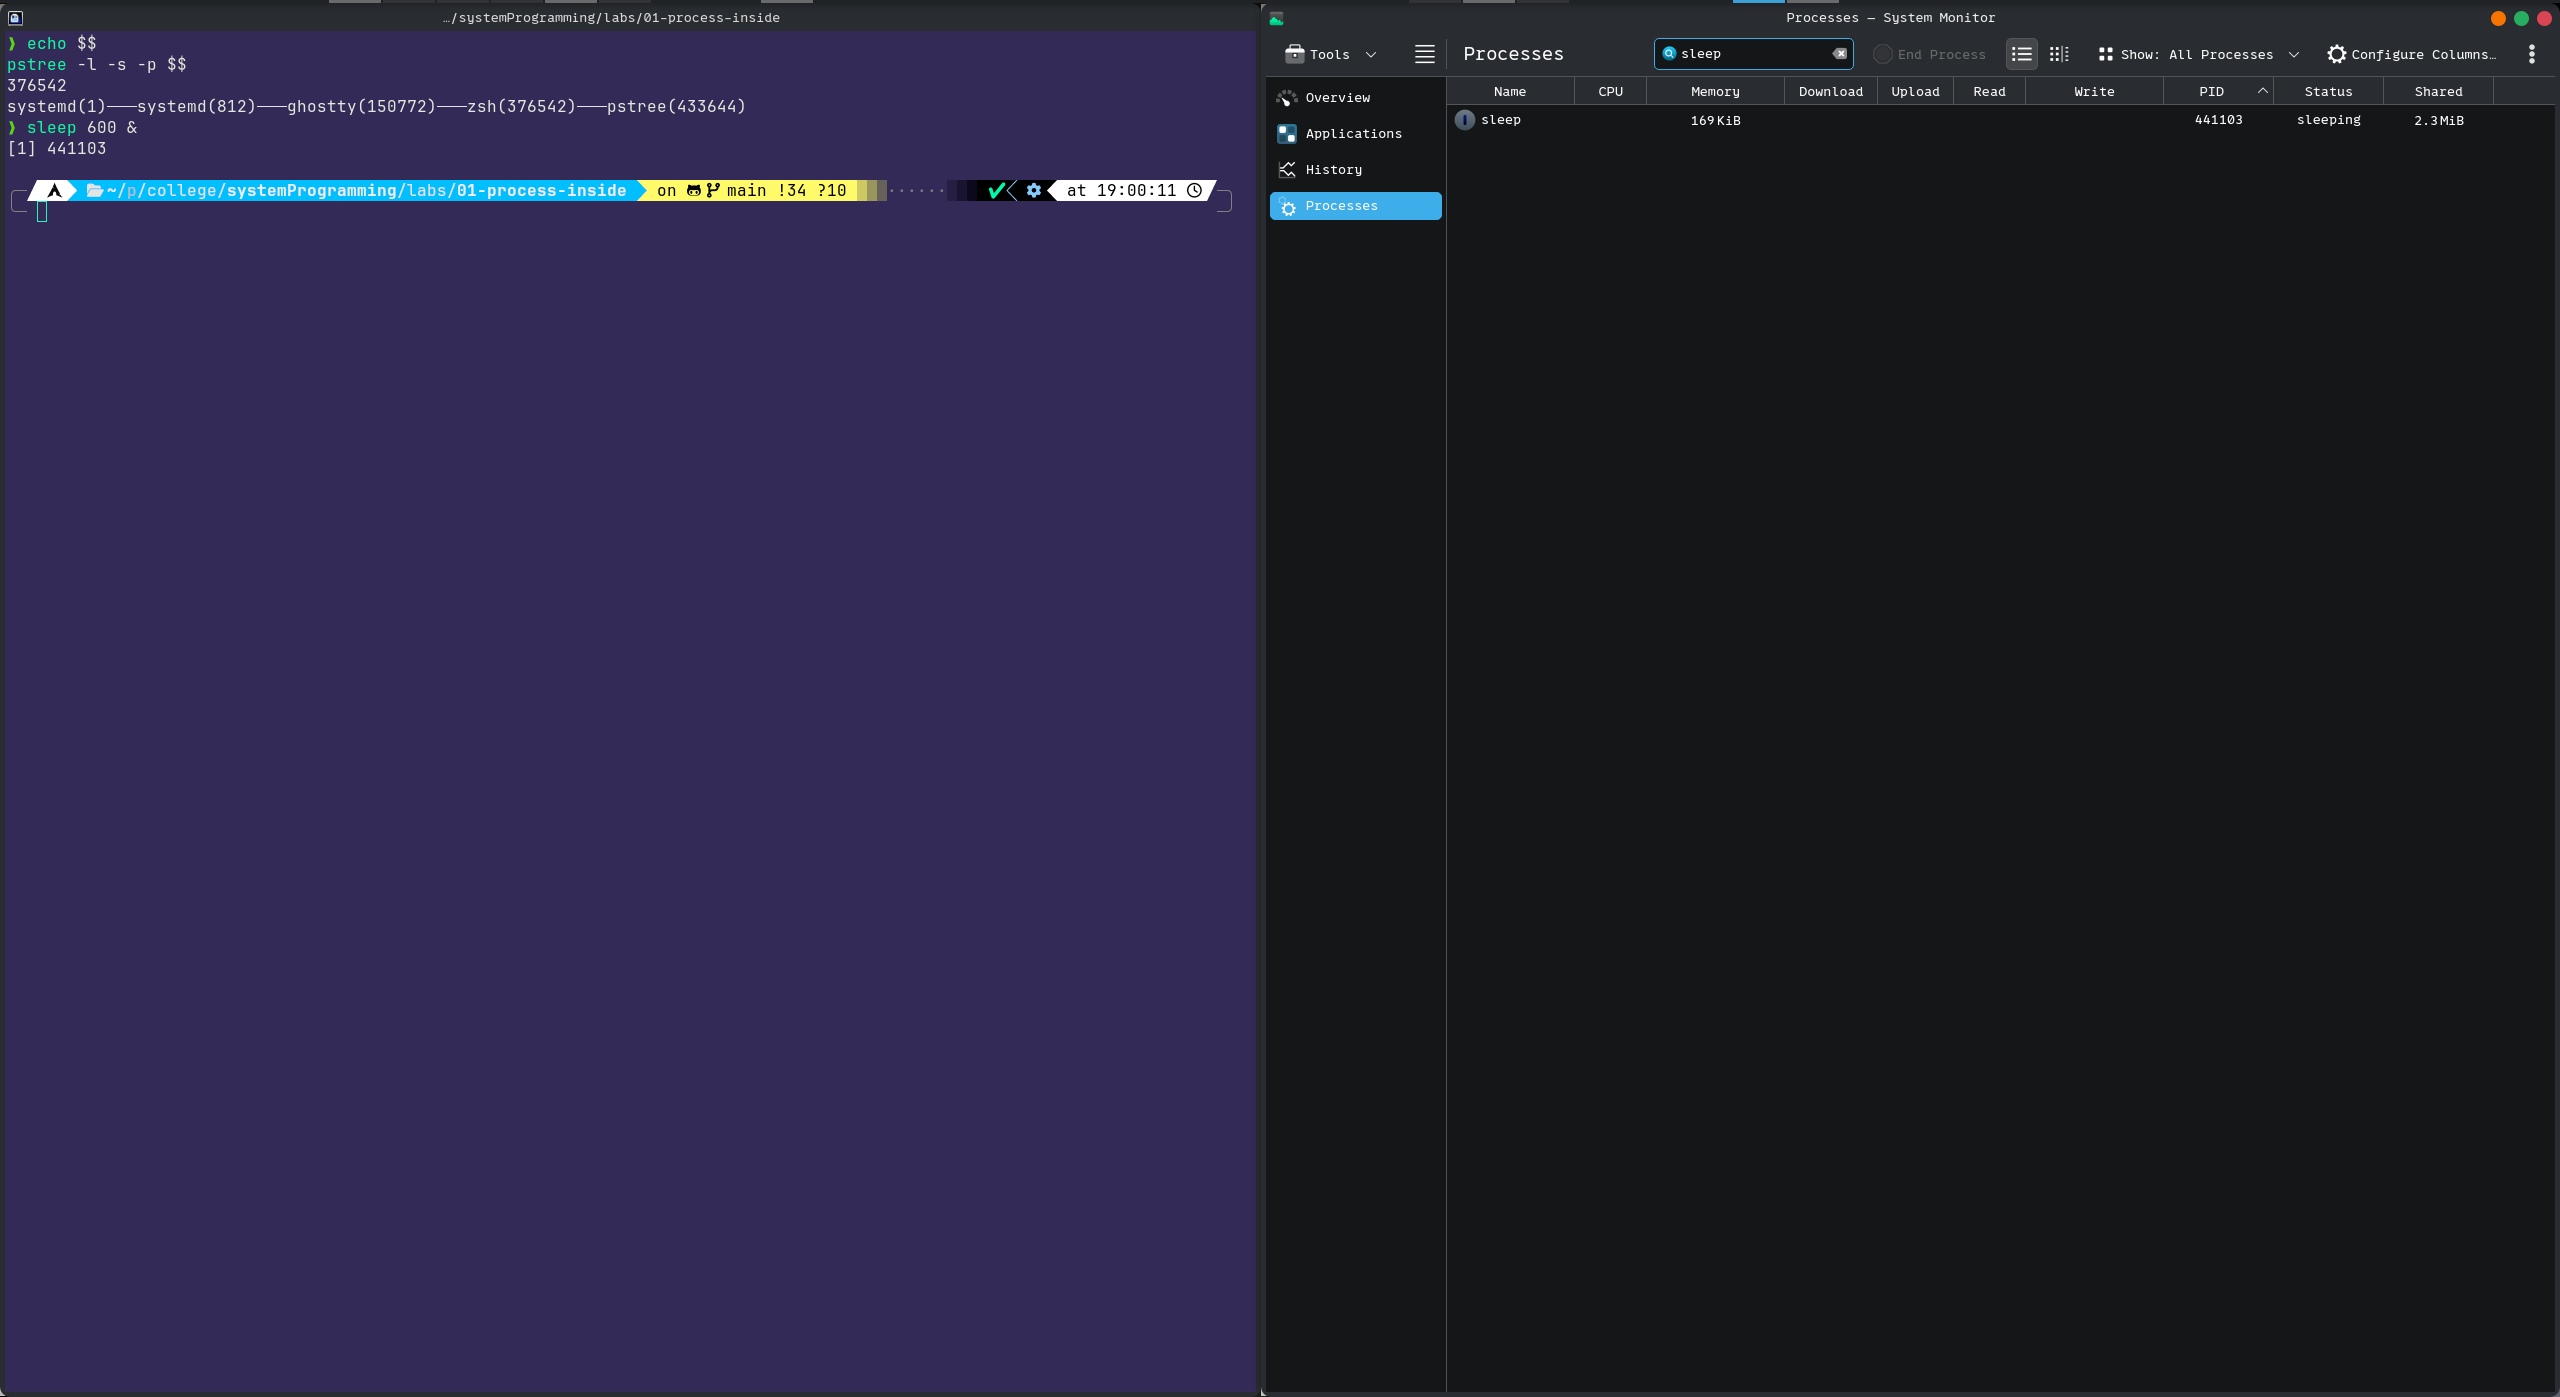 …/systemProgramming/labs/01-process-inside
❱ echo $$
pstree -l -s -p $$
376542
systemd(1)───systemd(812)───ghostty(150772)───zsh(376542)───pstree(433644)
❱ sleep 600 &
[1] 441103
~/p/college/systemProgramming/labs/01-process-inside on main !34 ?10 ······ ✔ at 19:00:11
Processes — System Monitor
Tools Processes sleep End Process Show: All Processes Configure Columns…
Overview
Applications
History
Processes
Name CPU Memory Download Upload Read Write PID Status Shared
sleep 169 KiB 441103 sleeping 2.3 MiB